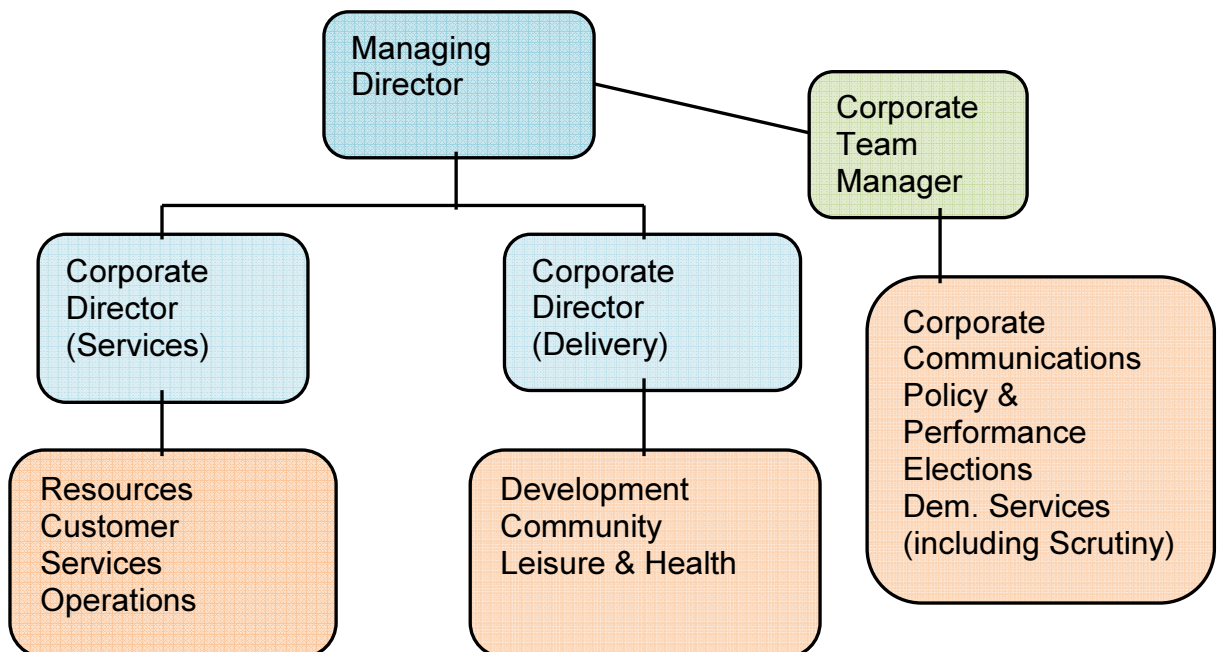 Managing
Director
Corporate
Team
Manager
Corporate
Director
(Services)
Corporate
Director
(Delivery)
Corporate
Communications
Policy &
Performance
Elections
Dem. Services
(including Scrutiny)
Resources
Customer
Services
Operations
Development
Community
Leisure & Health